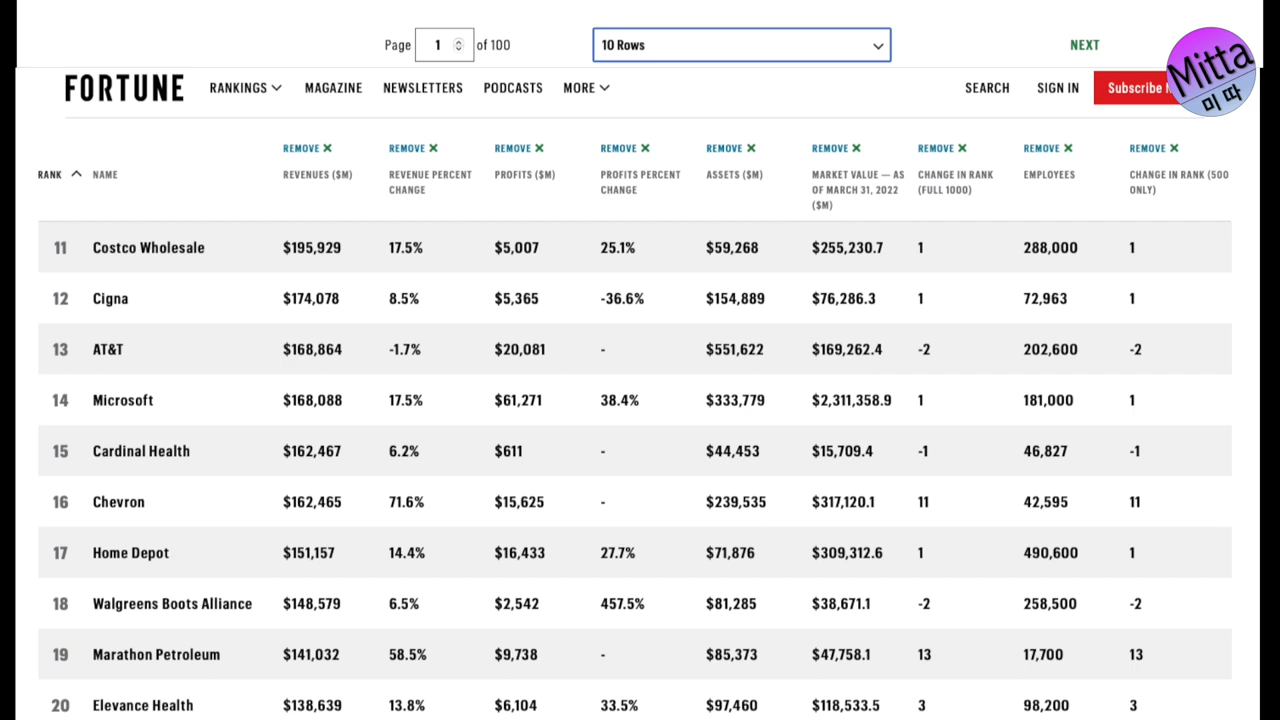 Page 1 of 100 10 Rows NEXT
FORTUNE RANKINGS MAGAZINE NEWSLETTERS PODCASTS MORE SEARCH SIGN IN Subscribe
Mitta
미 따
REMOVE X REMOVE X REMOVE X REMOVE X REMOVE X REMOVE X REMOVE X REMOVE X REMOVE X
RANK NAME REVENUES ($M) REVENUE PERCENT PROFITS ($M) PROFITS PERCENT ASSETS ($M) MARKET VALUE — AS CHANGE IN RANK EMPLOYEES CHANGE IN RANK (500
CHANGE CHANGE OF MARCH 31, 2022 (FULL 1000) ONLY)
($M)
11 Costco Wholesale $195,929 17.5% $5,007 25.1% $59,268 $255,230.7 1 288,000 1
12 Cigna $174,078 8.5% $5,365 -36.6% $154,889 $76,286.3 1 72,963 1
13 AT&T $168,864 -1.7% $20,081 - $551,622 $169,262.4 -2 202,600 -2
14 Microsoft $168,088 17.5% $61,271 38.4% $333,779 $2,311,358.9 1 181,000 1
15 Cardinal Health $162,467 6.2% $611 - $44,453 $15,709.4 -1 46,827 -1
16 Chevron $162,465 71.6% $15,625 - $239,535 $317,120.1 11 42,595 11
17 Home Depot $151,157 14.4% $16,433 27.7% $71,876 $309,312.6 1 490,600 1
18 Walgreens Boots Alliance $148,579 6.5% $2,542 457.5% $81,285 $38,671.1 -2 258,500 -2
19 Marathon Petroleum $141,032 58.5% $9,738 - $85,373 $47,758.1 13 17,700 13
20 Elevance Health $138,639 13.8% $6,104 33.5% $97,460 $118,533.5 3 98,200 3